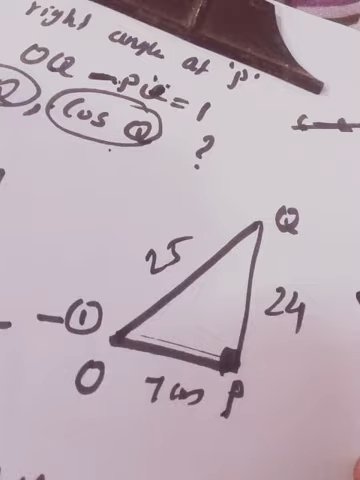 right angle at 'P'.
OQ - PQ = 1
Q, cos Q
?
Q
25
- ①
24
O
7 cm
P